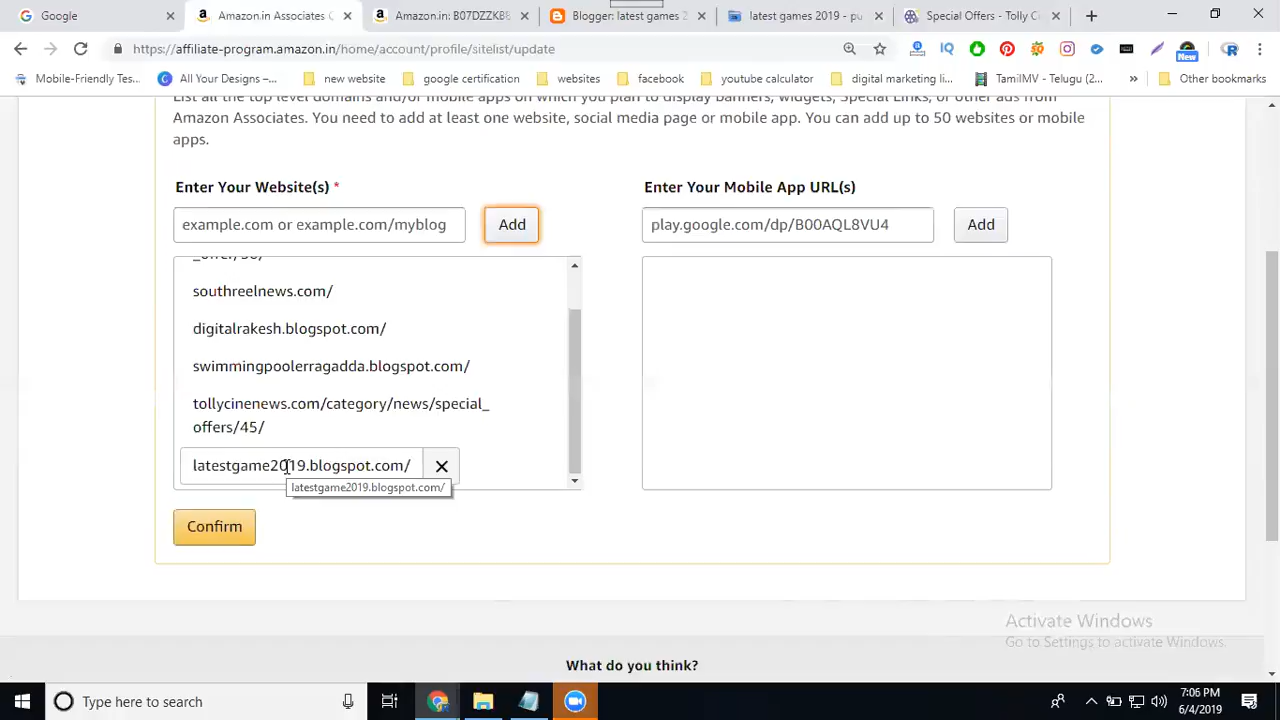 Google
Amazon.in Associates C
Amazon.in: B07DZZKB
Blogger: latest games 2
latest games 2019 - pu
Special Offers - Tolly C
https://affiliate-program.amazon.in/home/account/profile/sitelist/update
IQ
New
R
Mobile-Friendly Tes...
All Your Designs –...
new website
google certification
websites
facebook
youtube calculator
digital marketing li...
TamilMV - Telugu (2...
Other bookmarks
List all the top level domains and/or mobile apps on which you plan to display banners, widgets, Special Links, or other ads from
Amazon Associates. You need to add at least one website, social media page or mobile app. You can add up to 50 websites or mobile
apps.
Enter Your Website(s) *
Enter Your Mobile App URL(s)
example.com or example.com/myblog
Add
play.google.com/dp/B00AQL8VU4
Add
southreelnews.com/
digitalrakesh.blogspot.com/
swimmingpoolerragadda.blogspot.com/
tollycinenews.com/category/news/special_
offers/45/
latestgame2019.blogspot.com/
latestgame2019.blogspot.com/
Confirm
Activate Windows
Go to Settings to activate Windows.
What do you think?
Type here to search
7:06 PM
6/4/2019